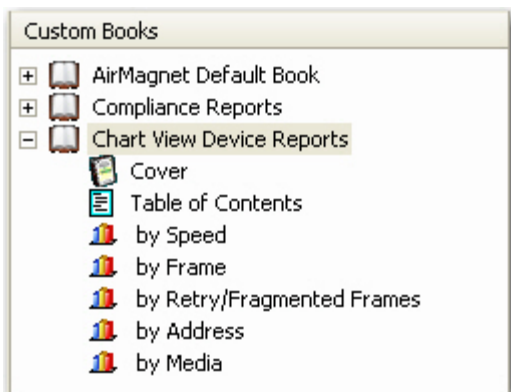 Custom Books
AirMagnet Default Book
Compliance Reports
Chart View Device Reports
Cover
Table of Contents
by Speed
by Frame
by Retry/Fragmented Frames
by Address
by Media